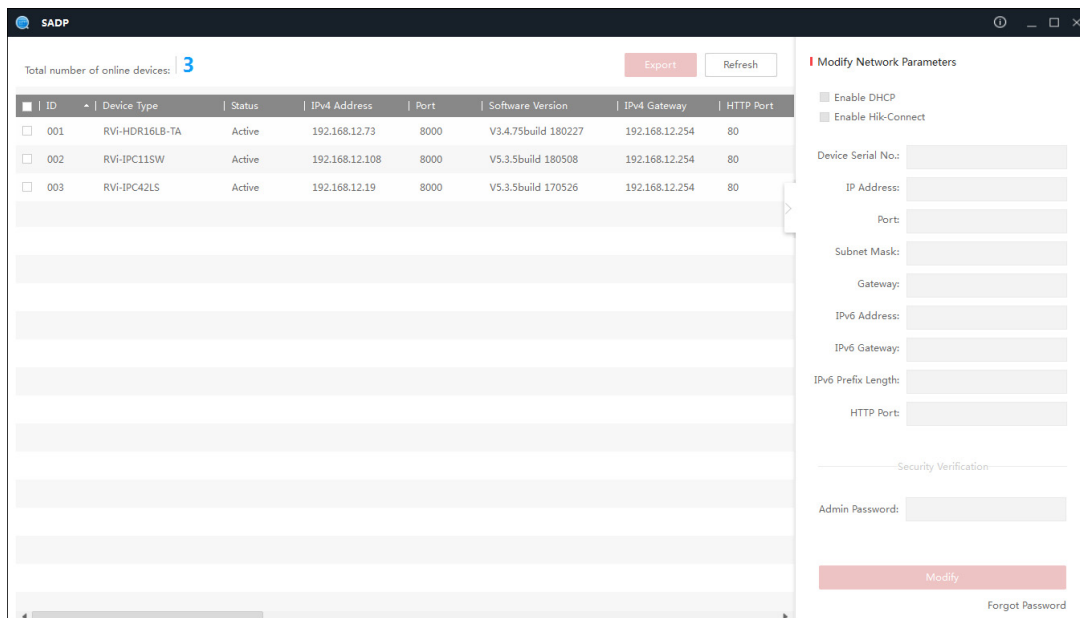 SADP
Total number of online devices: 3
Export
Refresh
ID | Device Type | Status | IPv4 Address | Port | Software Version | IPv4 Gateway | HTTP Port
001 RVi-HDR16LB-TA Active 192.168.12.73 8000 V3.4.75build 180227 192.168.12.254 80
002 RVi-IPC11SW Active 192.168.12.108 8000 V5.3.5build 180508 192.168.12.254 80
003 RVi-IPC42LS Active 192.168.12.19 8000 V5.3.5build 170526 192.168.12.254 80
Modify Network Parameters
Enable DHCP
Enable Hik-Connect
Device Serial No.:
IP Address:
Port:
Subnet Mask:
Gateway:
IPv6 Address:
IPv6 Gateway:
IPv6 Prefix Length:
HTTP Port:
Security Verification
Admin Password:
Modify
Forgot Password